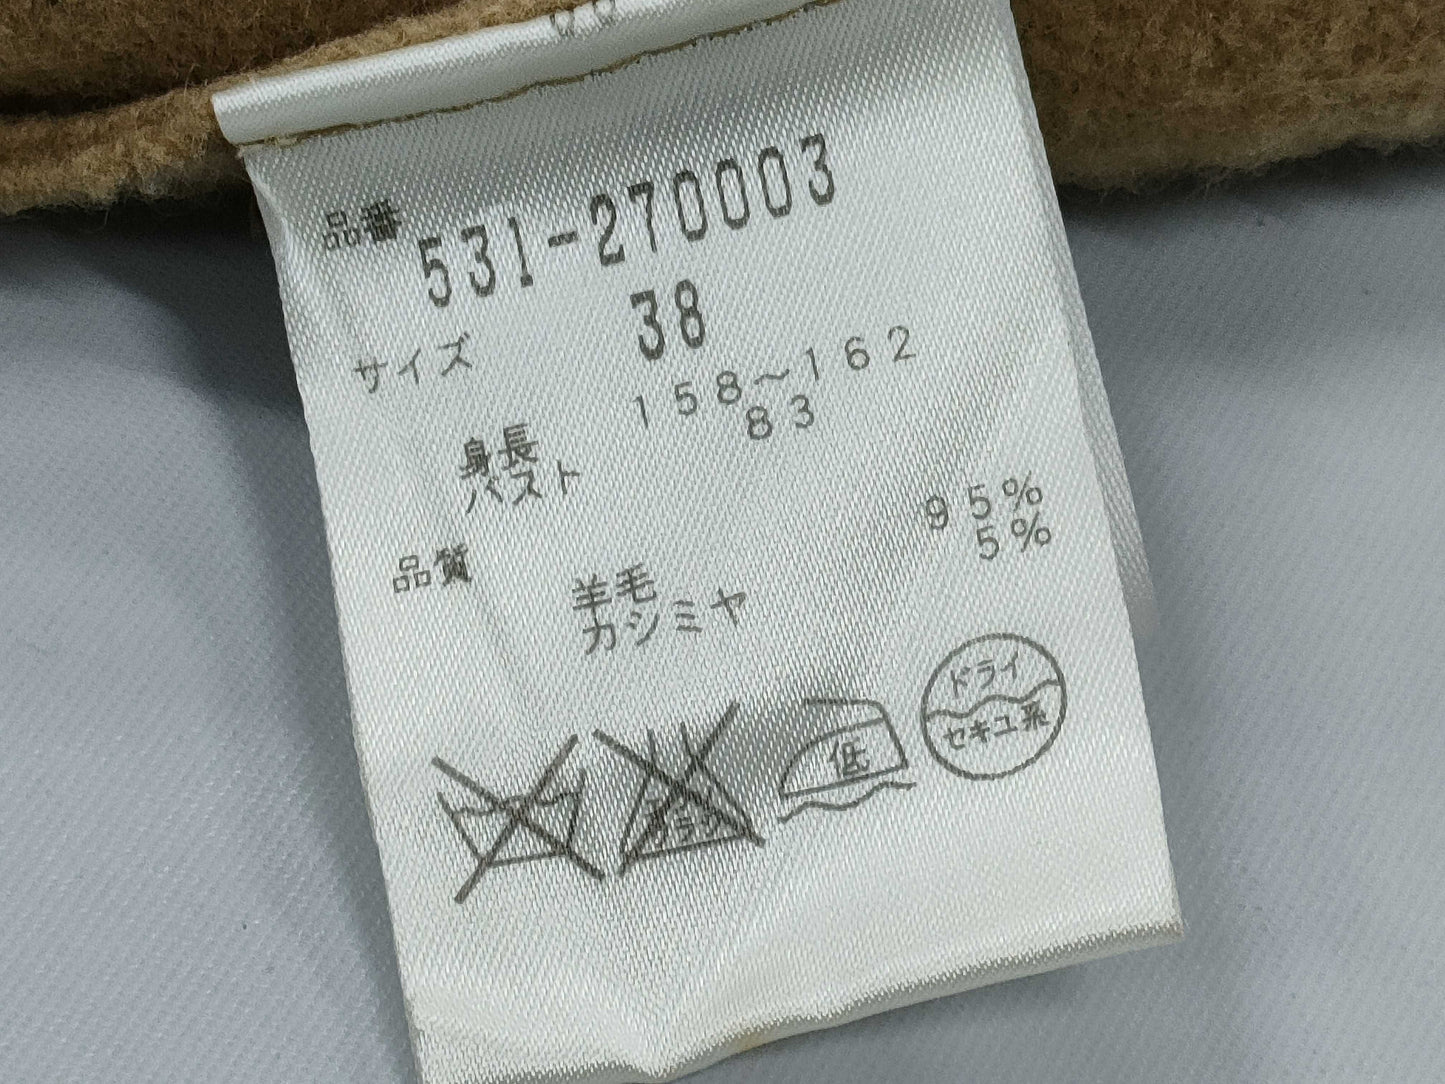 品番 531-270003
サイズ 38
身長 158～162
バスト 83
品質 羊毛 95%
カシミヤ 5%
低
ドライ
セキユ系